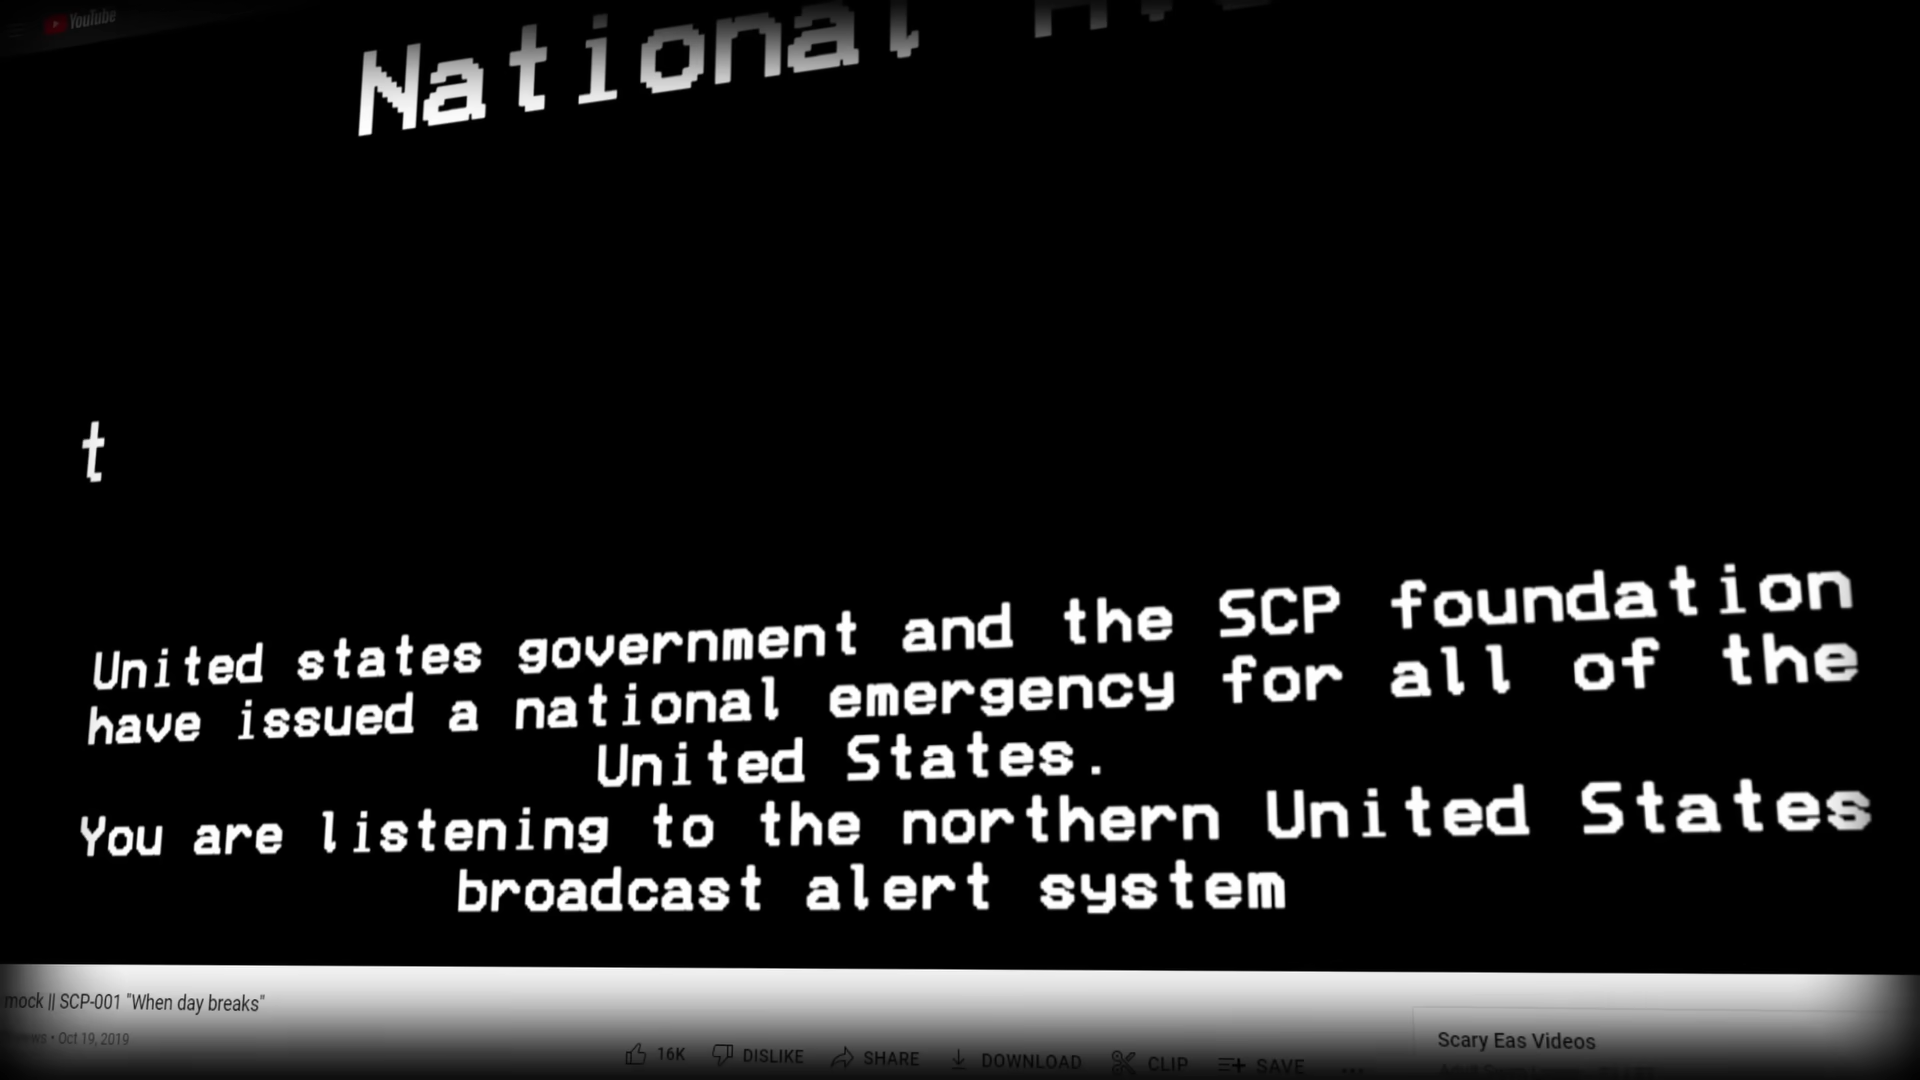 YouTube
National
t
United states government and the SCP foundation
have issued a national emergency for all of the
United States.
You are listening to the northern United States
broadcast alert system
mock || SCP-001 "When day breaks"
Oct 19, 2019
16K DISLIKE SHARE DOWNLOAD CLIP SAVE ...
Scary Eas Videos